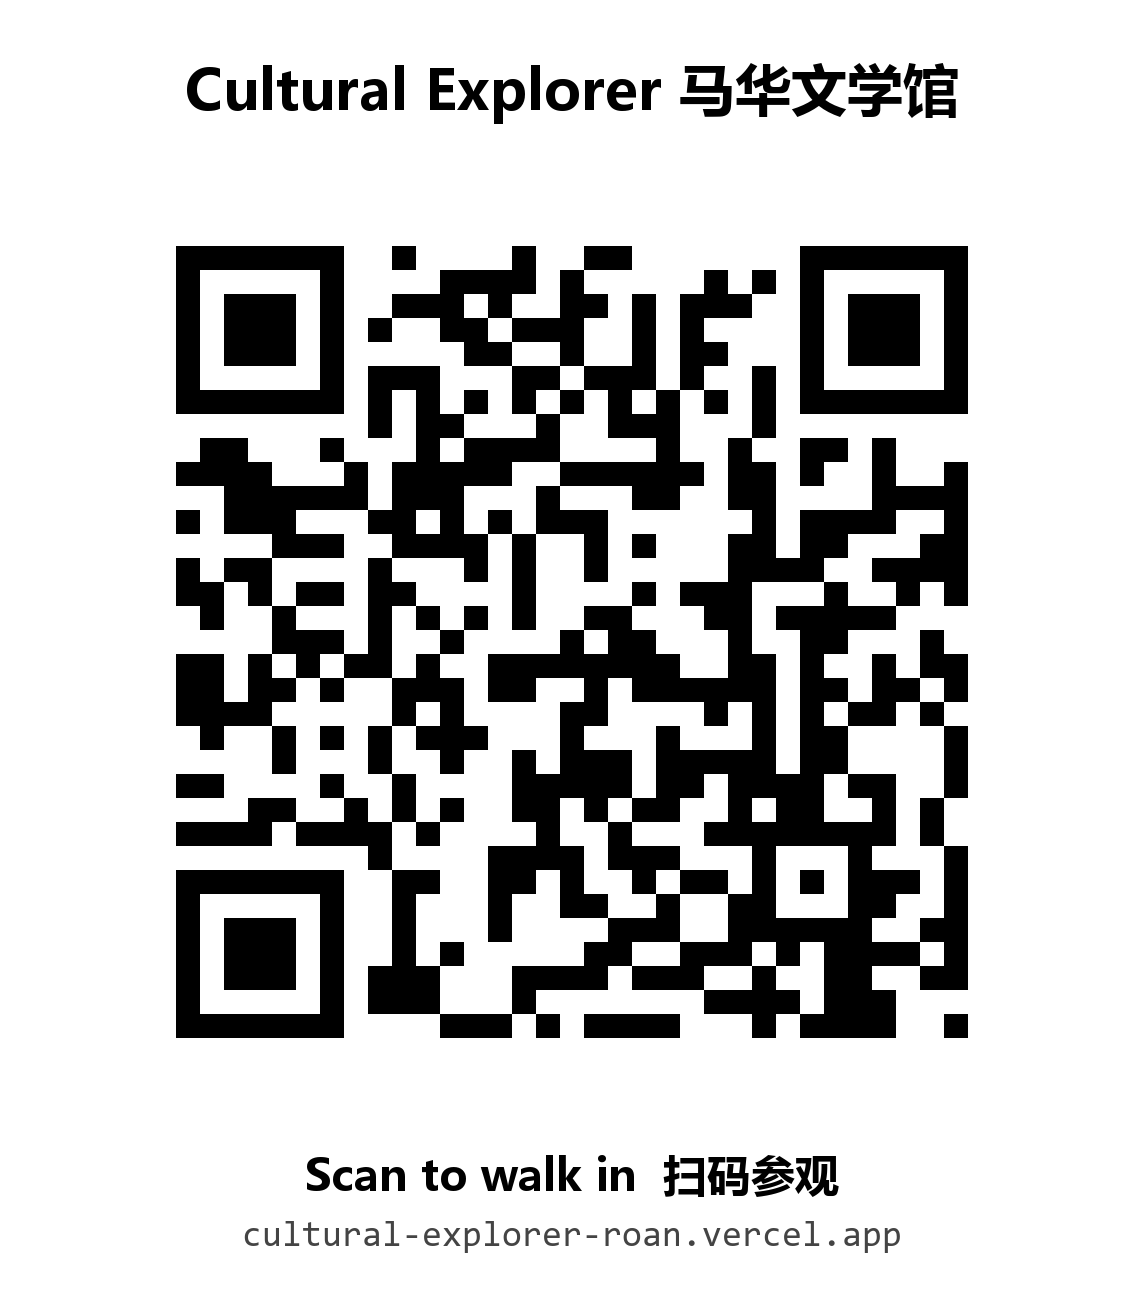 Cultural Explorer 马华文学馆
Scan to walk in 扫码参观
cultural-explorer-roan.vercel.app